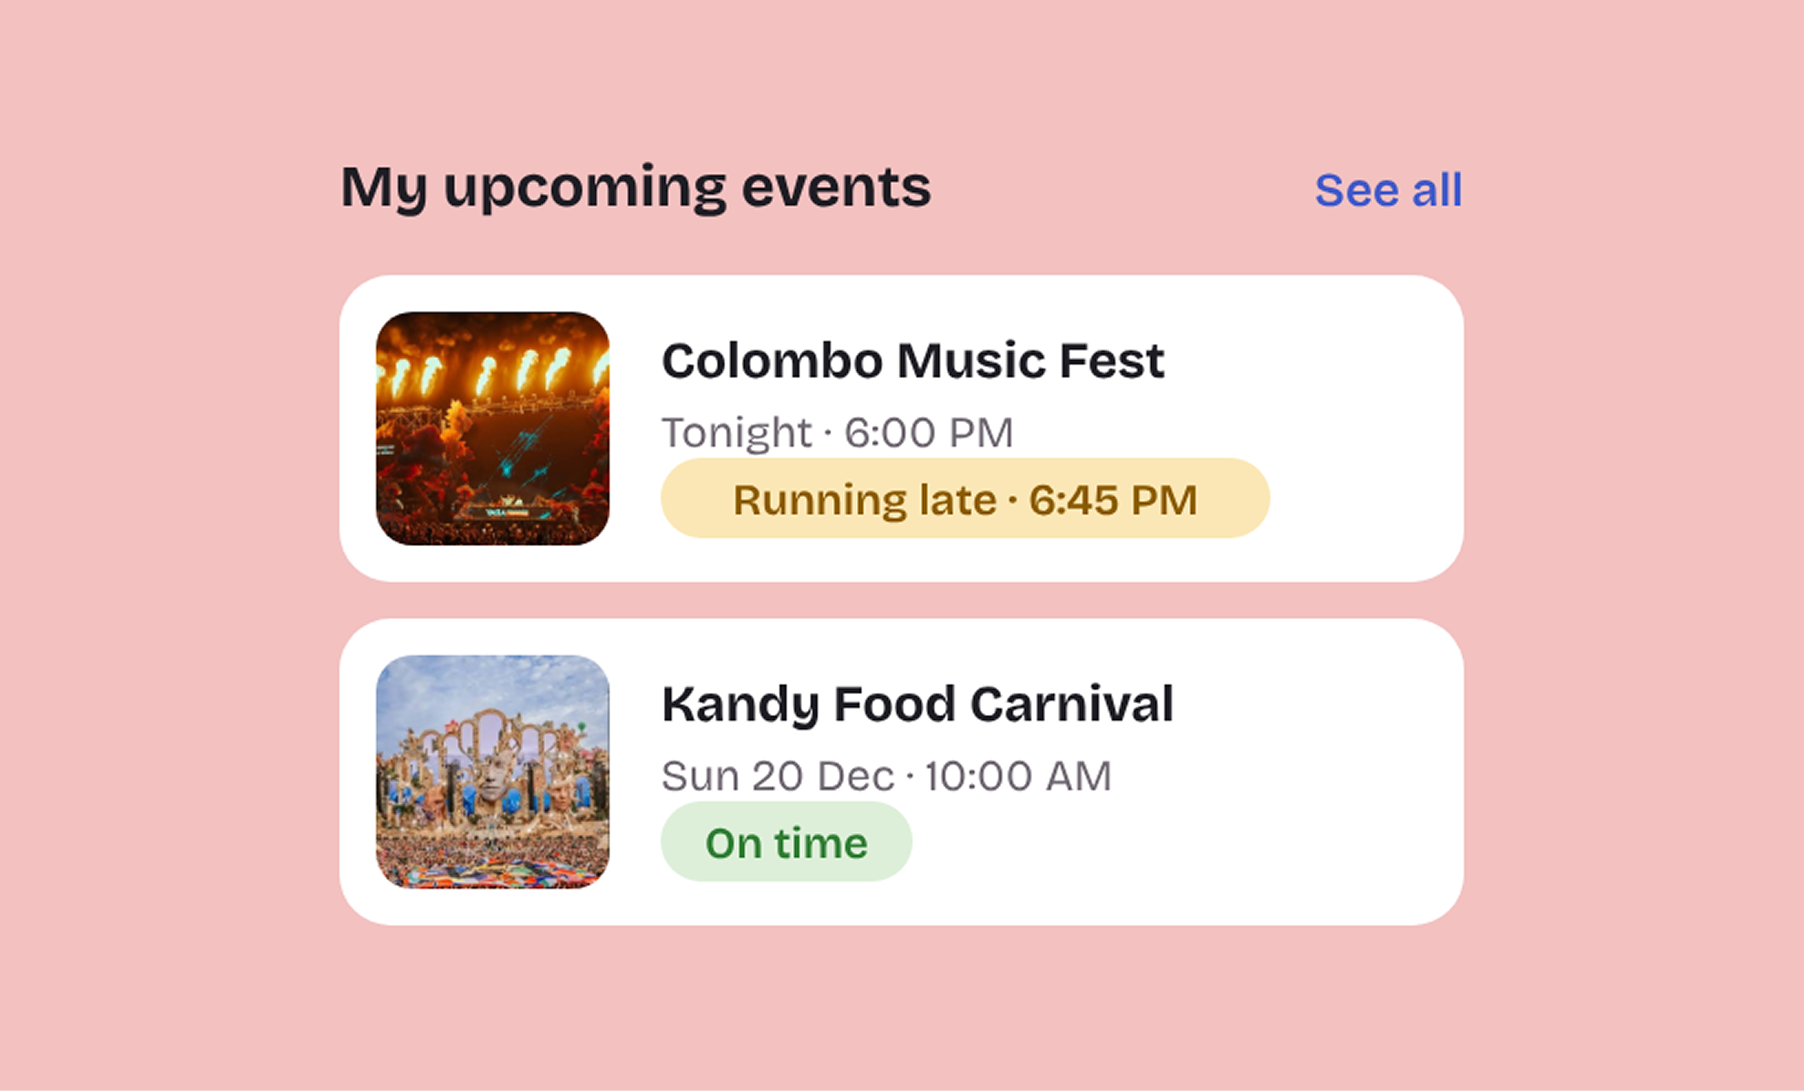 My upcoming events
See all
Colombo Music Fest
Tonight · 6:00 PM
Running late · 6:45 PM
Kandy Food Carnival
Sun 20 Dec · 10:00 AM
On time